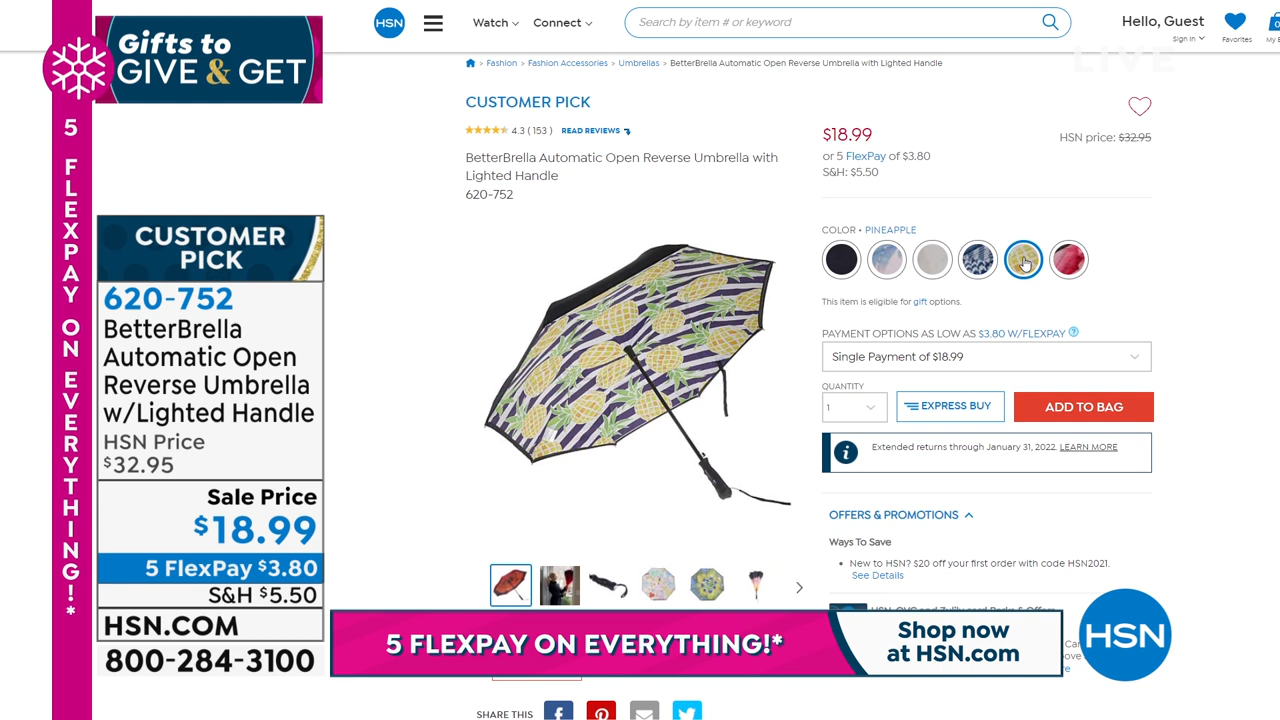 Gifts to
GIVE & GET
5 FLEXPAY ON EVERYTHING!*
CUSTOMER
PICK
620-752
BetterBrella
Automatic Open
Reverse Umbrella
w/Lighted Handle
HSN Price
$32.95
Sale Price
$18.99
5 FlexPay $3.80
S&H $5.50
HSN.COM
800-284-3100
HSN
Watch
Connect
Search by item # or keyword
Hello, Guest
Sign In
Favorites
0
LIVE
> Fashion > Fashion Accessories > Umbrellas > BetterBrella Automatic Open Reverse Umbrella with Lighted Handle
CUSTOMER PICK
4.3 ( 153 ) READ REVIEWS
BetterBrella Automatic Open Reverse Umbrella with
Lighted Handle
620-752
$18.99
HSN price: $32.95
or 5 FlexPay of $3.80
S&H: $5.50
COLOR • PINEAPPLE
This item is eligible for gift options.
PAYMENT OPTIONS AS LOW AS $3.80 W/FLEXPAY ?
Single Payment of $18.99
QUANTITY
1
EXPRESS BUY
ADD TO BAG
i
Extended returns through January 31, 2022. LEARN MORE
OFFERS & PROMOTIONS
Ways To Save
• New to HSN? $20 off your first order with code HSN2021.
See Details
5 FLEXPAY ON EVERYTHING!*
Shop now
at HSN.com
HSN
SHARE THIS